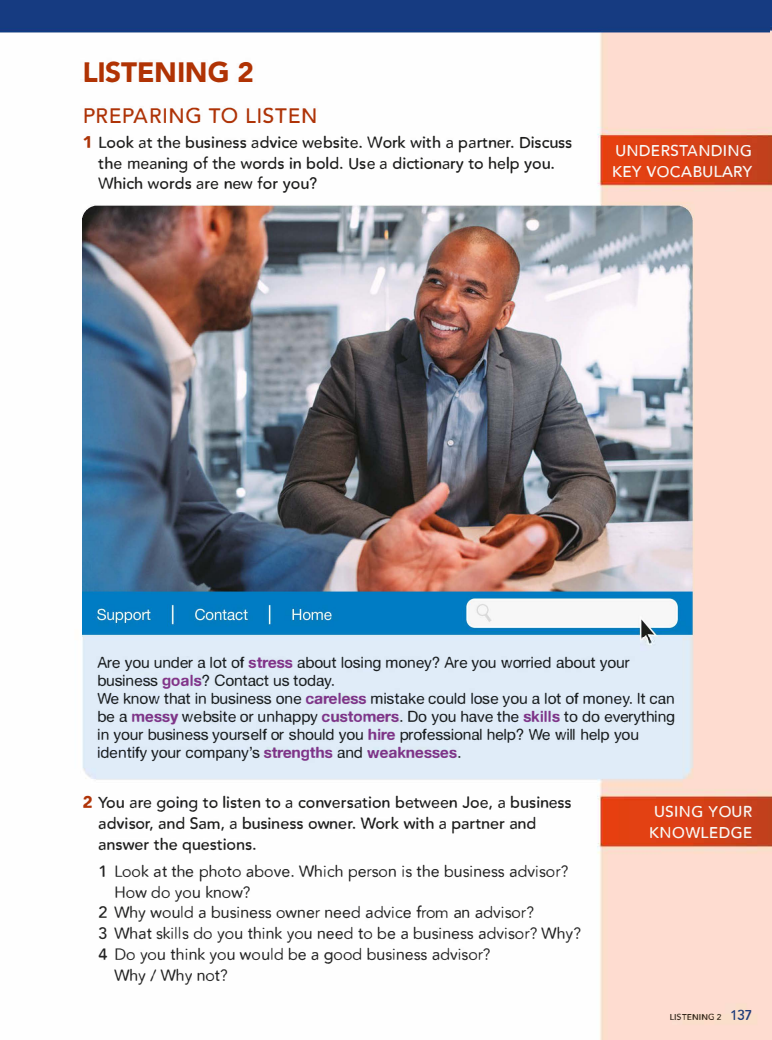 LISTENING 2
PREPARING TO LISTEN
1 Look at the business advice website. Work with a partner. Discuss
the meaning of the words in bold. Use a dictionary to help you.
Which words are new for you?
UNDERSTANDING
KEY VOCABULARY
Support | Contact | Home
Are you under a lot of stress about losing money? Are you worried about your
business goals? Contact us today.
We know that in business one careless mistake could lose you a lot of money. It can
be a messy website or unhappy customers. Do you have the skills to do everything
in your business yourself or should you hire professional help? We will help you
identify your company's strengths and weaknesses.
2 You are going to listen to a conversation between Joe, a business
advisor, and Sam, a business owner. Work with a partner and
answer the questions.
USING YOUR
KNOWLEDGE
1 Look at the photo above. Which person is the business advisor?
How do you know?
2 Why would a business owner need advice from an advisor?
3 What skills do you think you need to be a business advisor? Why?
4 Do you think you would be a good business advisor?
Why / Why not?
LISTENING 2 137